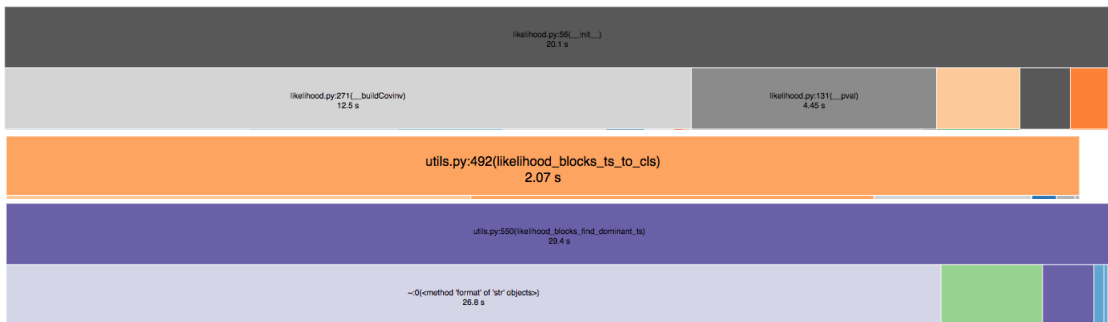 likelihood.py:56(__init__)
20.1 s
likelihood.py:271(__buildCovinv)
12.5 s
likelihood.py:131(__pval)
4.45 s
utils.py:492(likelihood_blocks_ts_to_cls)
2.07 s
utils.py:550(likelihood_blocks_find_dominant_ts)
29.4 s
~:0(<method 'format' of 'str' objects>)
26.8 s